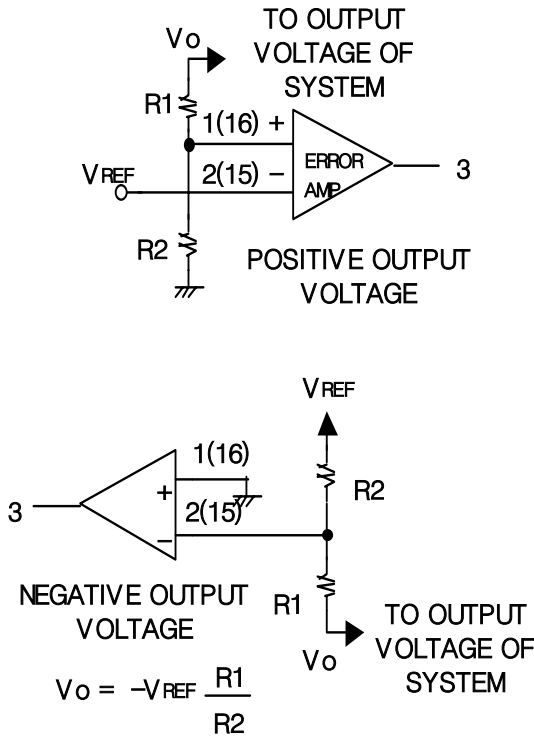 TO OUTPUT
VOLTAGE OF
SYSTEM
Vo
R1
1(16) +
ERROR
AMP
3
VREF
2(15) −
R2
POSITIVE OUTPUT
VOLTAGE
VREF
1(16)
+
R2
3
2(15)
−
NEGATIVE OUTPUT
VOLTAGE
R1
TO OUTPUT
VOLTAGE OF
SYSTEM
Vo
Vo = −VREF R1
R2